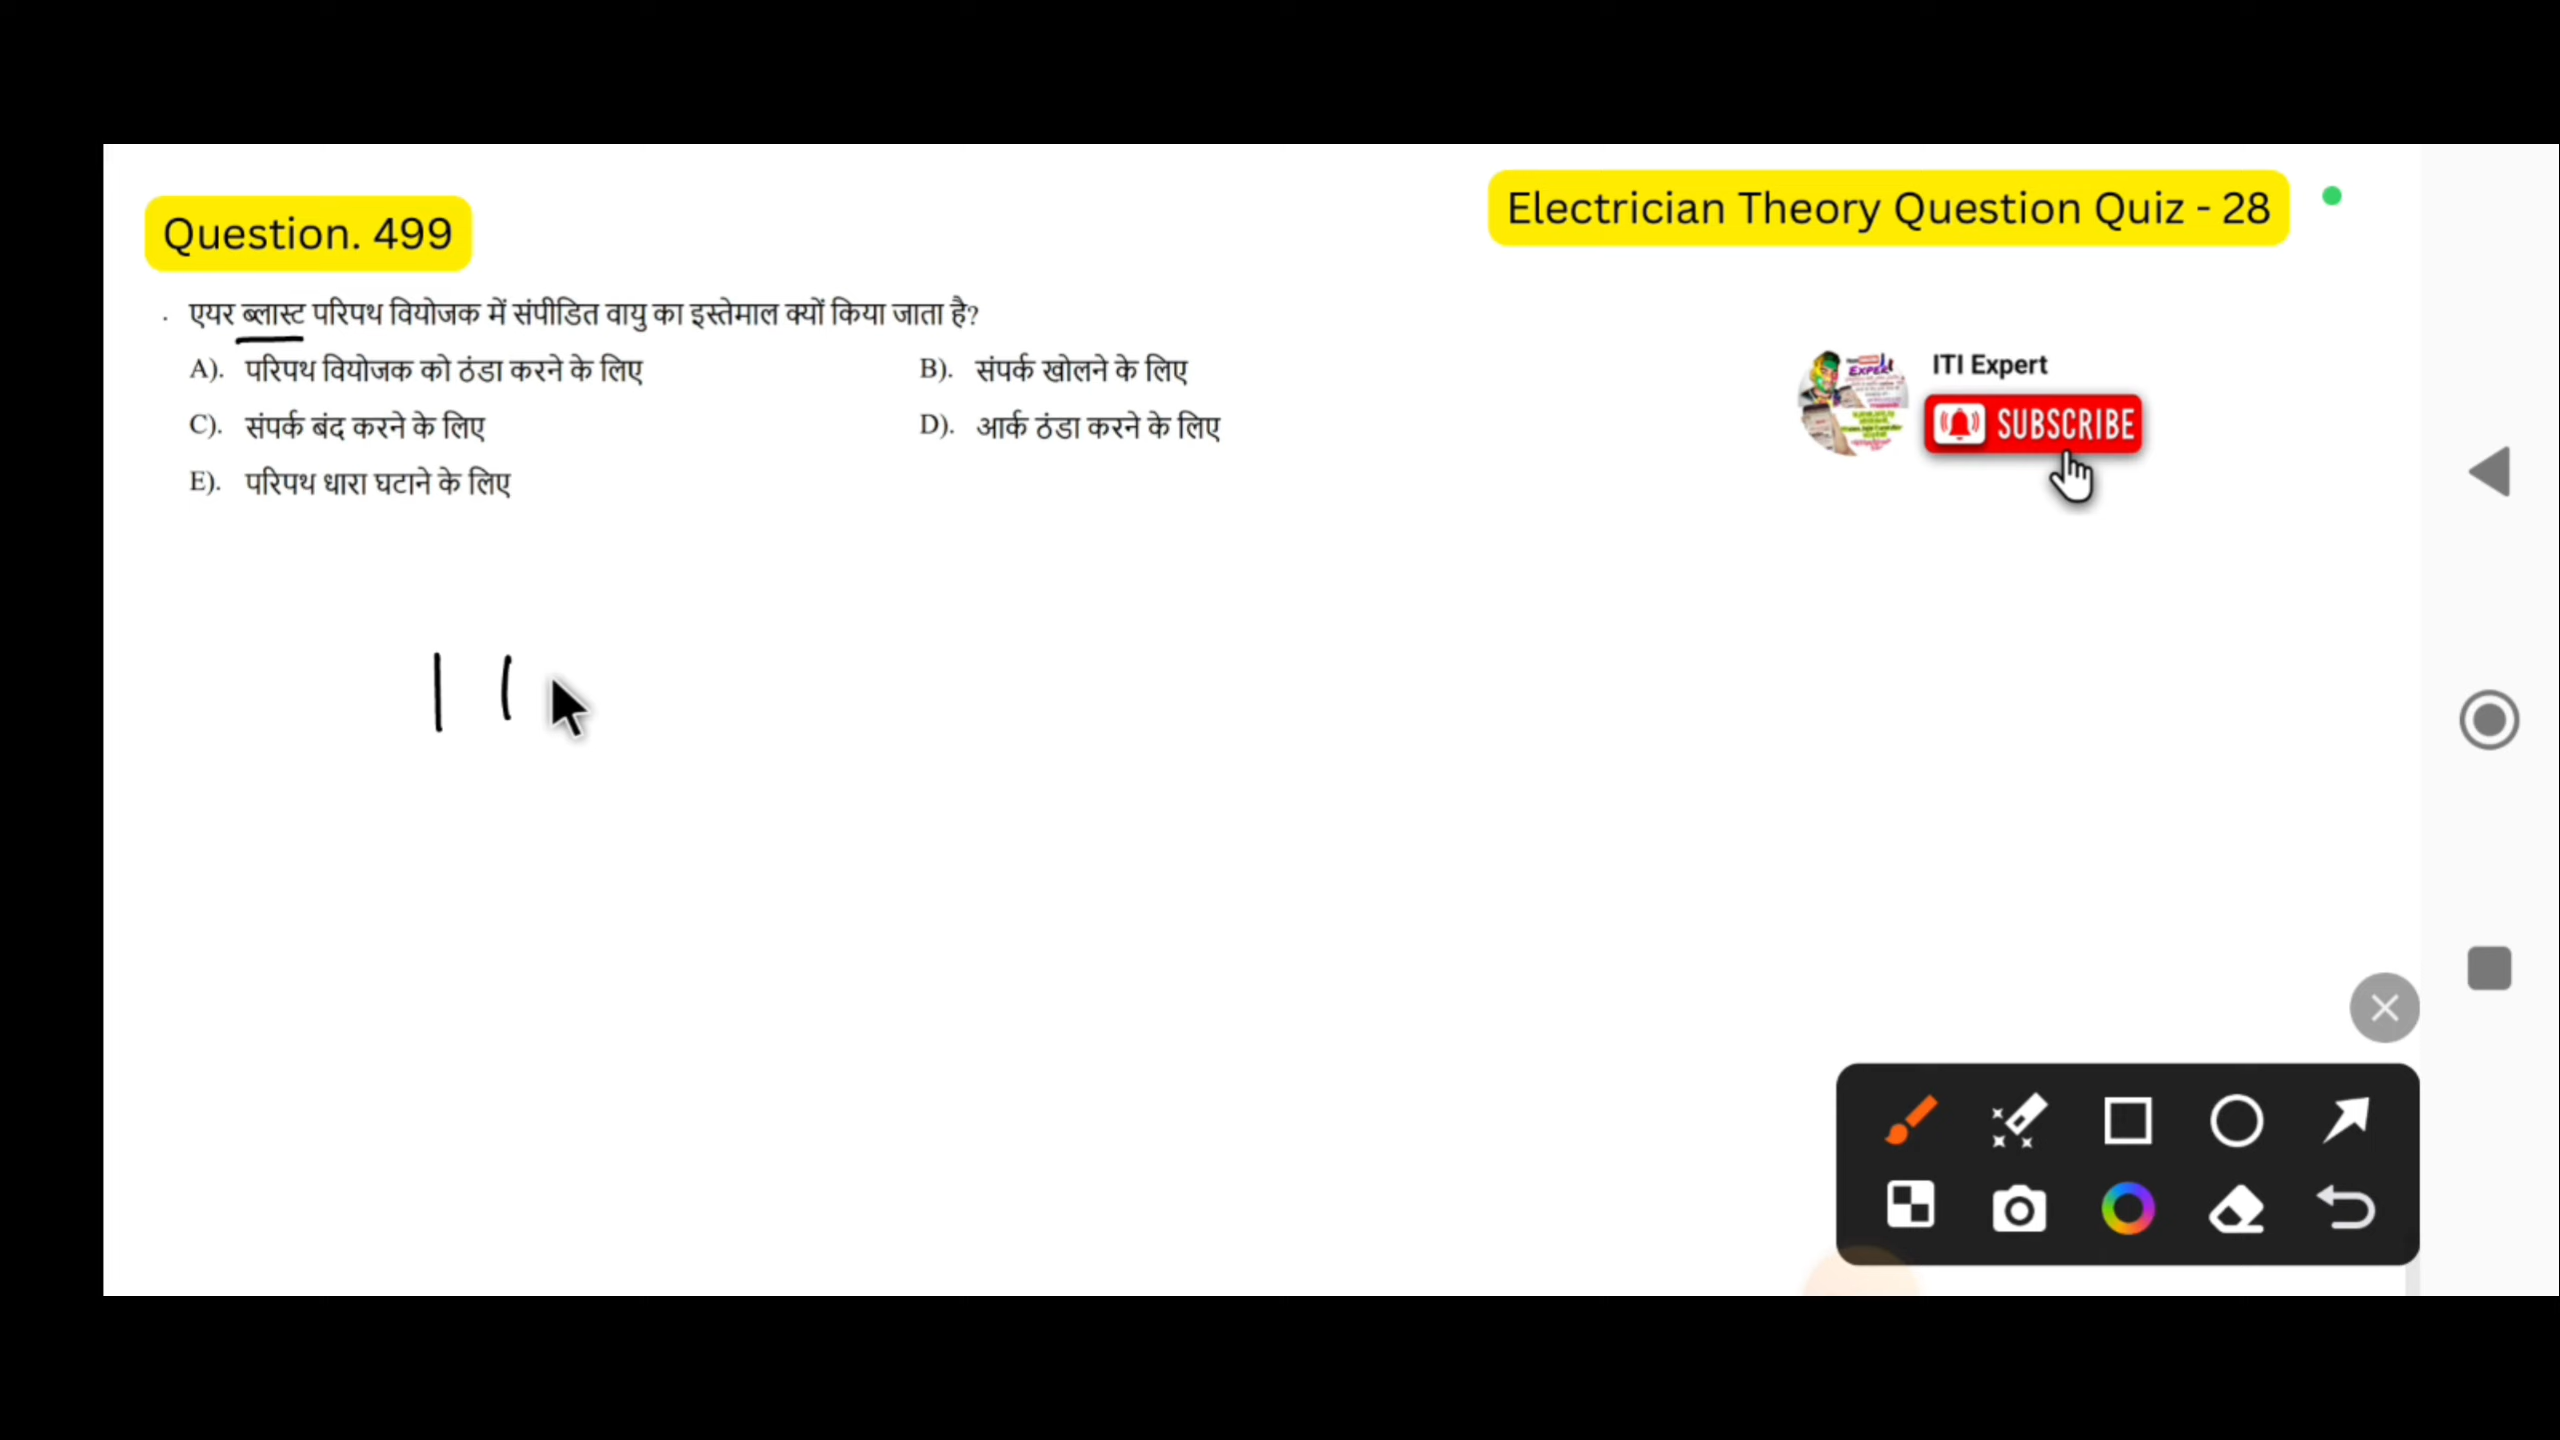 Question. 499
Electrician Theory Question Quiz - 28
. एयर ब्लास्ट परिपथ वियोजक में संपीडित वायु का इस्तेमाल क्यों किया जाता है?
A). परिपथ वियोजक को ठंडा करने के लिए
B). संपर्क खोलने के लिए
C). संपर्क बंद करने के लिए
D). आर्क ठंडा करने के लिए
E). परिपथ धारा घटाने के लिए
ITI Expert
EXPERT
SUBSCRIBE